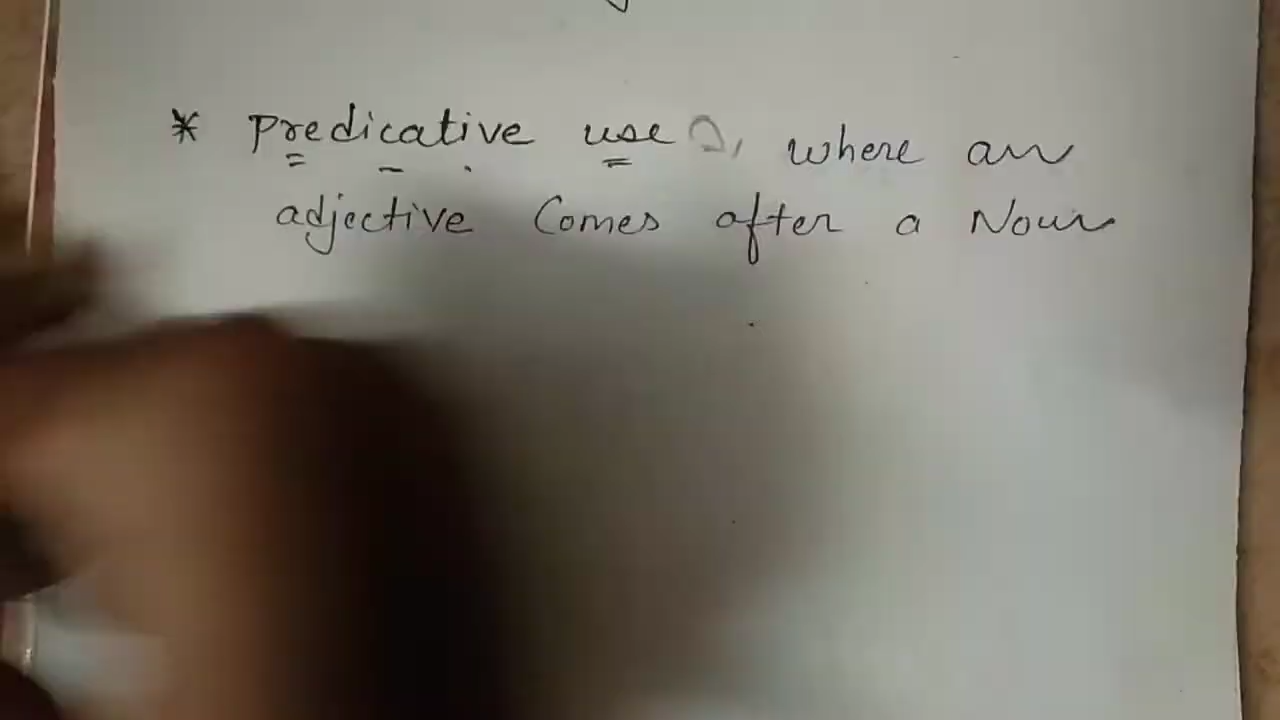 * Predicative use, where an
adjective Comes after a Noun